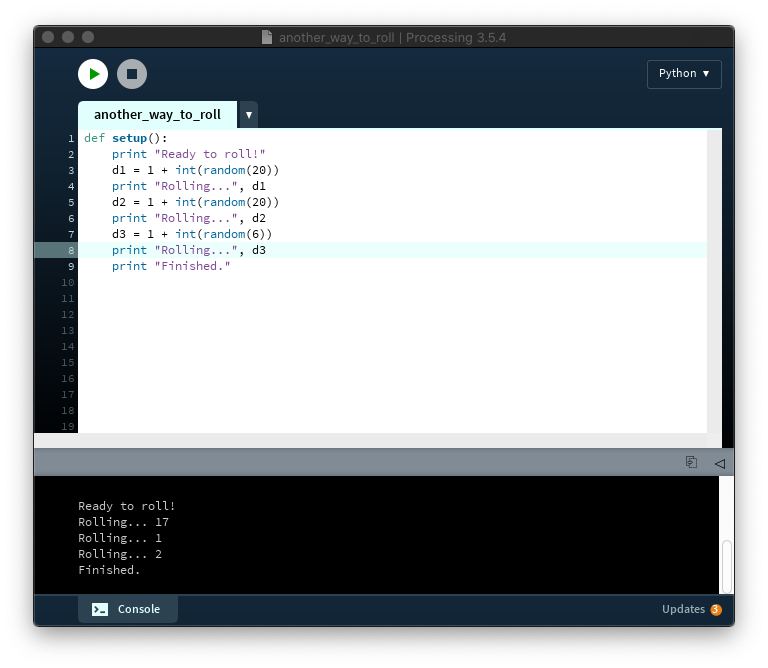 another_way_to_roll | Processing 3.5.4
Python ▼
another_way_to_roll ▼
1 def setup():
2     print "Ready to roll!"
3     d1 = 1 + int(random(20))
4     print "Rolling...", d1
5     d2 = 1 + int(random(20))
6     print "Rolling...", d2
7     d3 = 1 + int(random(6))
8     print "Rolling...", d3
9     print "Finished."
10
11
12
13
14
15
16
17
18
19
Ready to roll!
Rolling... 17
Rolling... 1
Rolling... 2
Finished.
Console
Updates 3